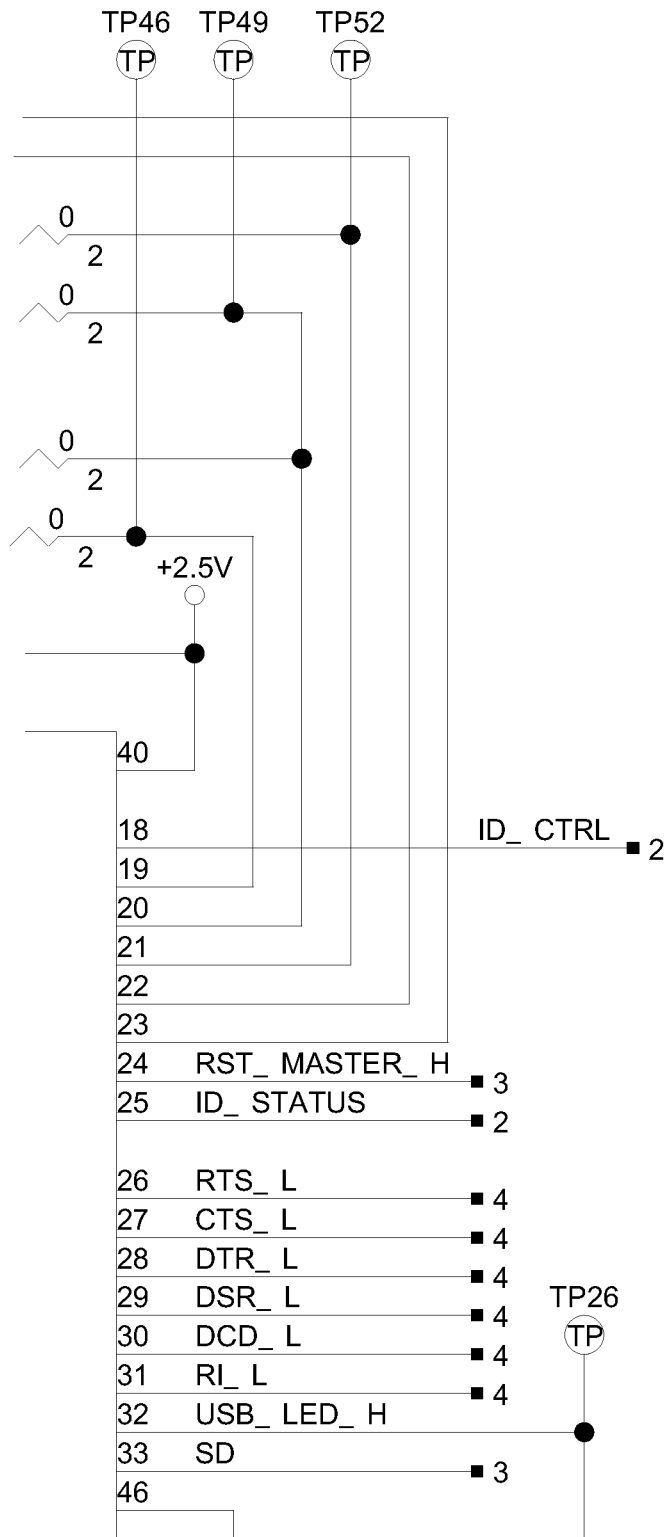 TP46 TP49 TP52
TP TP TP
0
2
0
2
0
2
0
2
+2.5V
40
18 ID_ CTRL 2
19
20
21
22
23
24 RST_ MASTER_ H 3
25 ID_ STATUS 2
26 RTS_ L 4
27 CTS_ L 4
28 DTR_ L 4
29 DSR_ L 4
TP26
30 DCD_ L 4
TP
31 RI_ L 4
32 USB_ LED_ H
33 SD 3
46